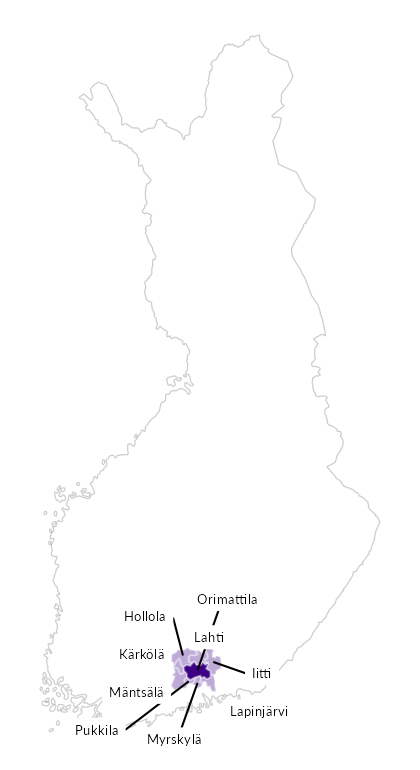 Orimattila
Hollola
Lahti
Kärkölä
Iitti
Mäntsälä
Lapinjärvi
Pukkila
Myrskylä